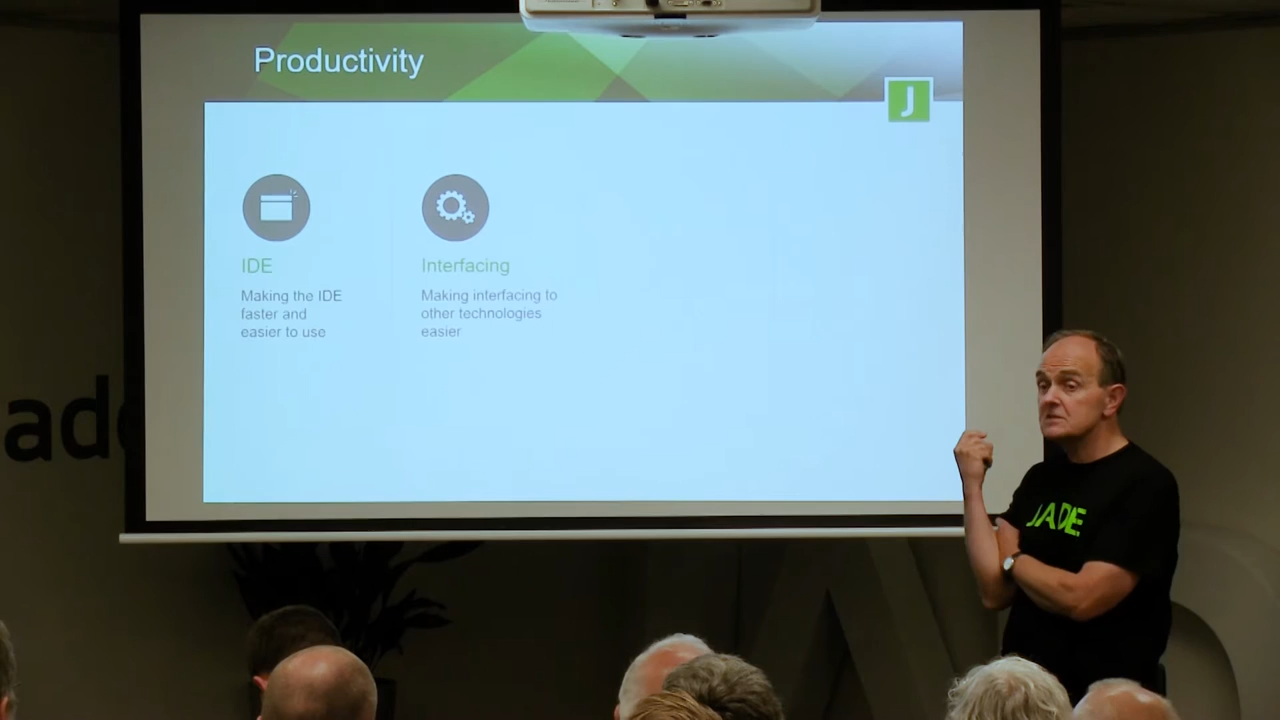 Productivity
J
IDE
Making the IDE
faster and
easier to use
Interfacing
Making interfacing to
other technologies
easier
ade
JADE